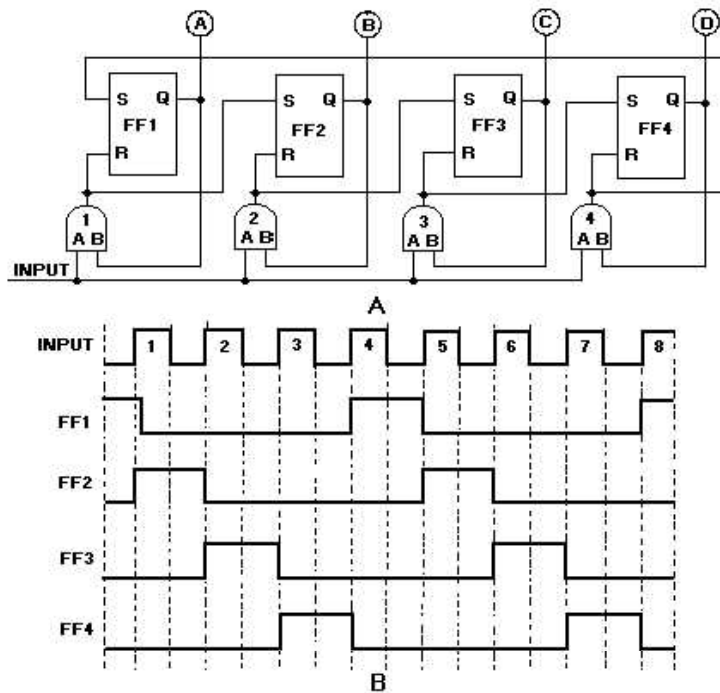 A B C D
S Q S Q S Q S Q
FF1 FF2 FF3 FF4
R R R R
1 2 3 4
A B A B A B A B
INPUT
A
INPUT 1 2 3 4 5 6 7 8
FF1
FF2
FF3
FF4
B